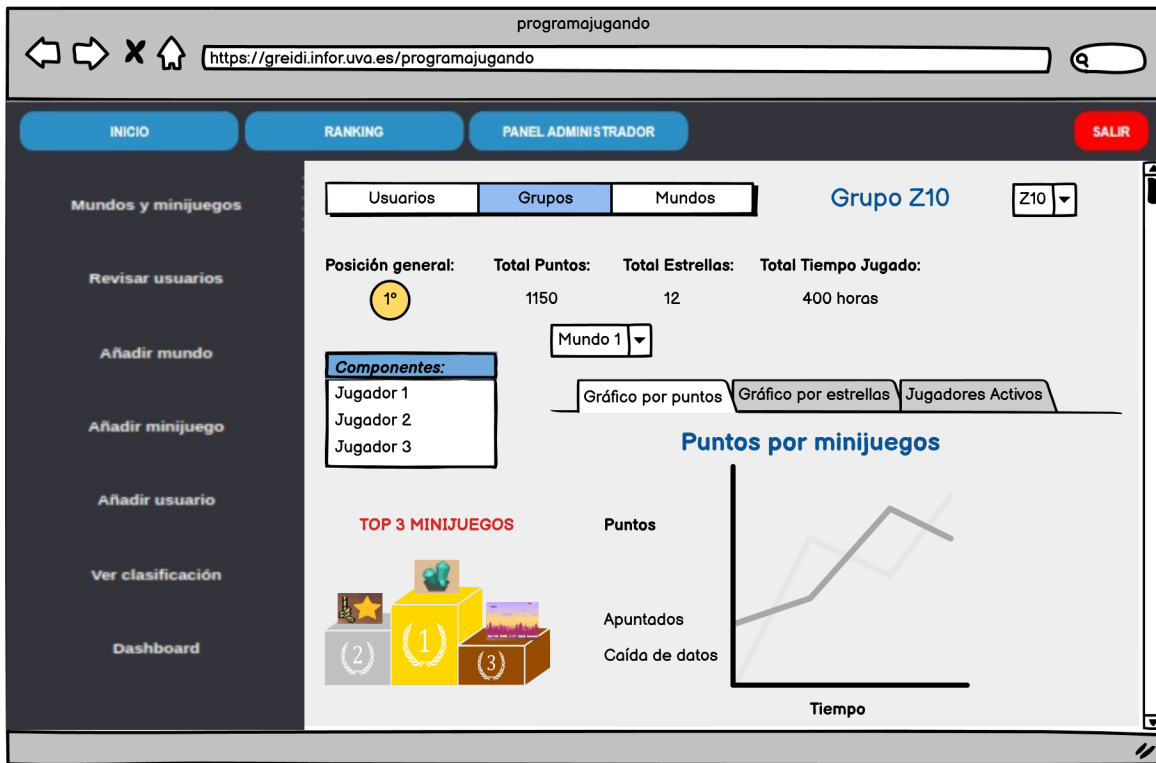 programajugando
https://greidi.infor.uva.es/programajugando
INICIO
RANKING
PANEL ADMINISTRADOR
SALIR
Mundos y minijuegos
Revisar usuarios
Añadir mundo
Añadir minijuego
Añadir usuario
Ver clasificación
Dashboard
Usuarios
Grupos
Mundos
Grupo Z10
Z10
Posición general:
Total Puntos:
Total Estrellas:
Total Tiempo Jugado:
1º
1150
12
400 horas
Mundo 1
Componentes:
Jugador 1
Jugador 2
Jugador 3
Gráfico por puntos
Gráfico por estrellas
Jugadores Activos
Puntos por minijuegos
TOP 3 MINIJUEGOS
(2)
(1)
(3)
Puntos
Apuntados
Caída de datos
Tiempo